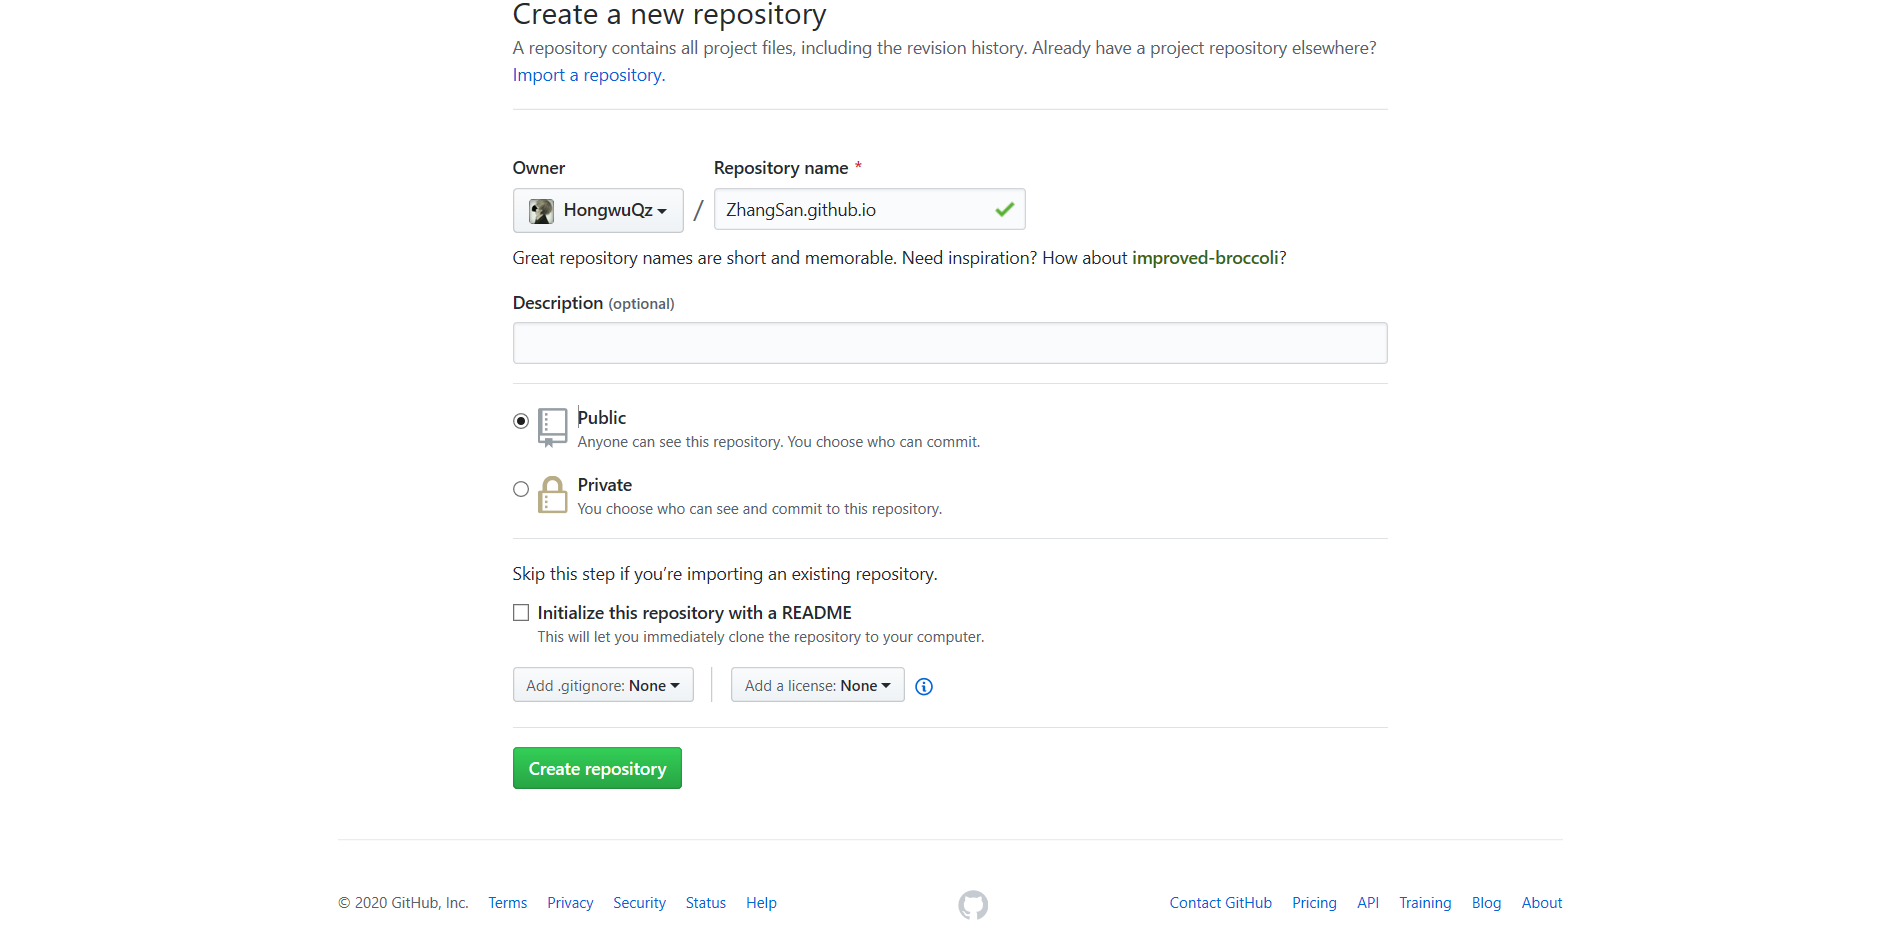 Create a new repository
A repository contains all project files, including the revision history. Already have a project repository elsewhere?
Import a repository.
Owner
Repository name *
HongwuQz
/
ZhangSan.github.io
Great repository names are short and memorable. Need inspiration? How about improved-broccoli?
Description (optional)
Public
Anyone can see this repository. You choose who can commit.
Private
You choose who can see and commit to this repository.
Skip this step if you’re importing an existing repository.
Initialize this repository with a README
This will let you immediately clone the repository to your computer.
Add .gitignore: None
Add a license: None
Create repository
© 2020 GitHub, Inc. Terms Privacy Security Status Help Contact GitHub Pricing API Training Blog About